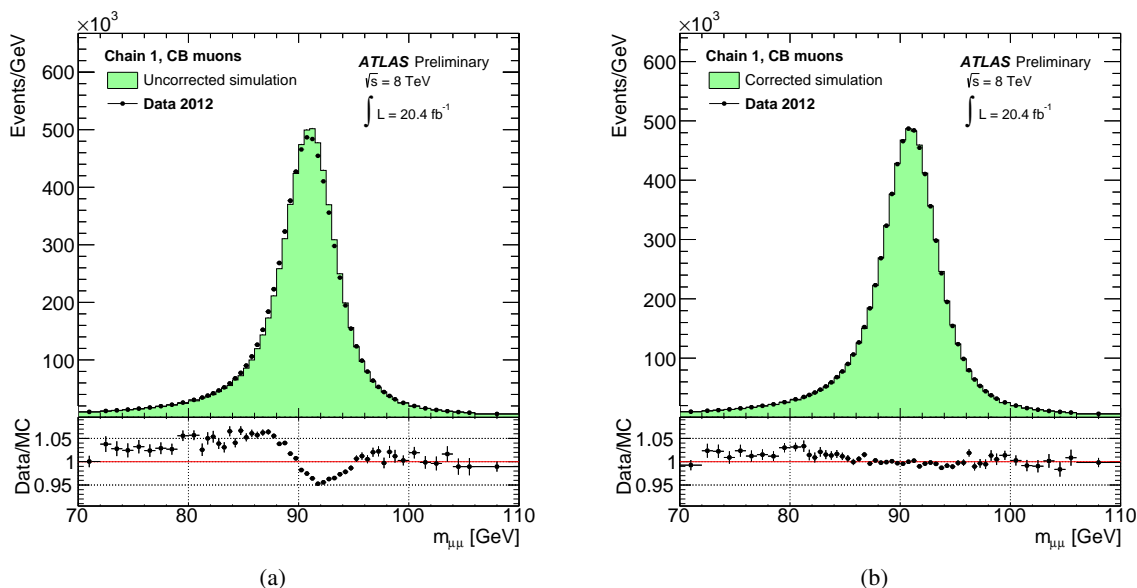 ×10³
Events/GeV
600
500
400
300
200
100
Chain 1, CB muons
Uncorrected simulation
Data 2012
ATLAS Preliminary
√s = 8 TeV
∫ L = 20.4 fb⁻¹
Data/MC
1.05
1
0.95
70 80 90 100 110
m_μμ [GeV]
(a)
×10³
Events/GeV
600
500
400
300
200
100
Chain 1, CB muons
Corrected simulation
Data 2012
ATLAS Preliminary
√s = 8 TeV
∫ L = 20.4 fb⁻¹
Data/MC
1.05
1
0.95
70 80 90 100 110
m_μμ [GeV]
(b)